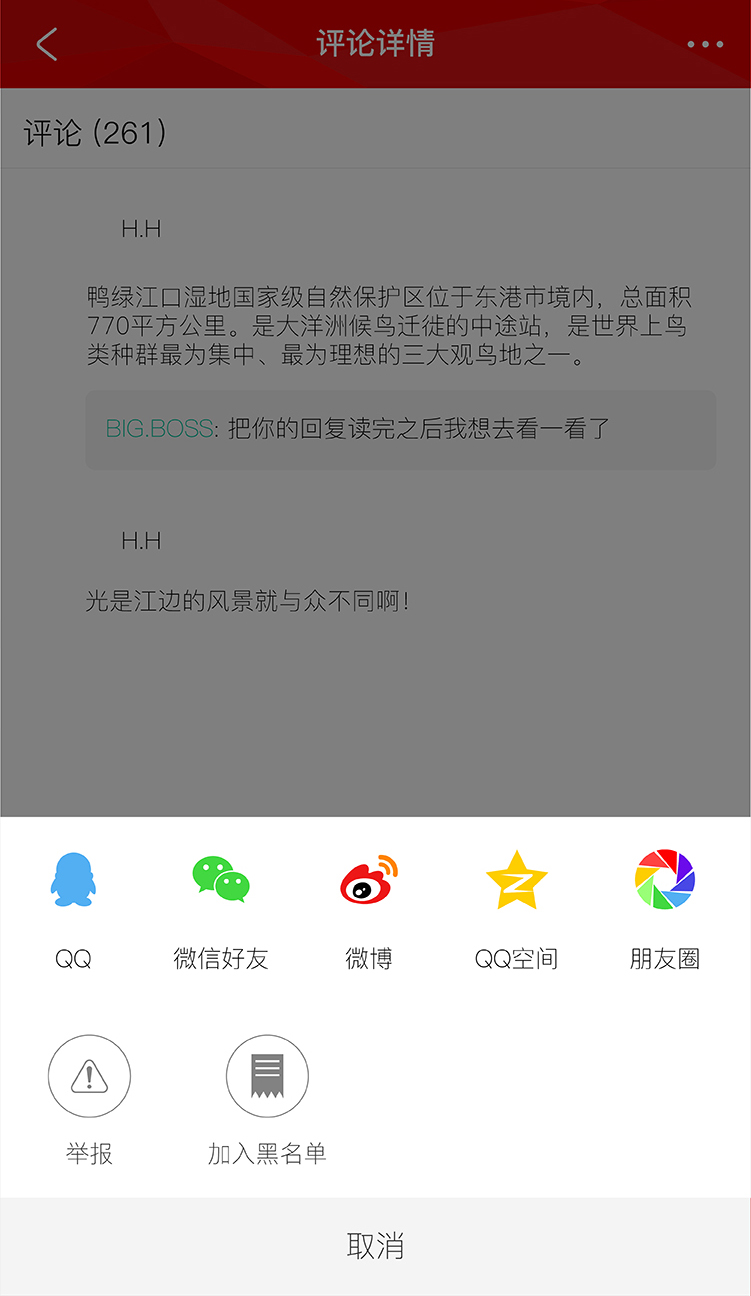 评论详情
评论 (261)
H.H
鸭绿江口湿地国家级自然保护区位于东港市境内，总面积
770平方公里。是大洋洲候鸟迁徙的中途站，是世界上鸟
类种群最为集中、最为理想的三大观鸟地之一。
BIG.BOSS: 把你的回复读完之后我想去看一看了
H.H
光是江边的风景就与众不同啊！
QQ 微信好友 微博 QQ空间 朋友圈
举报 加入黑名单
取消